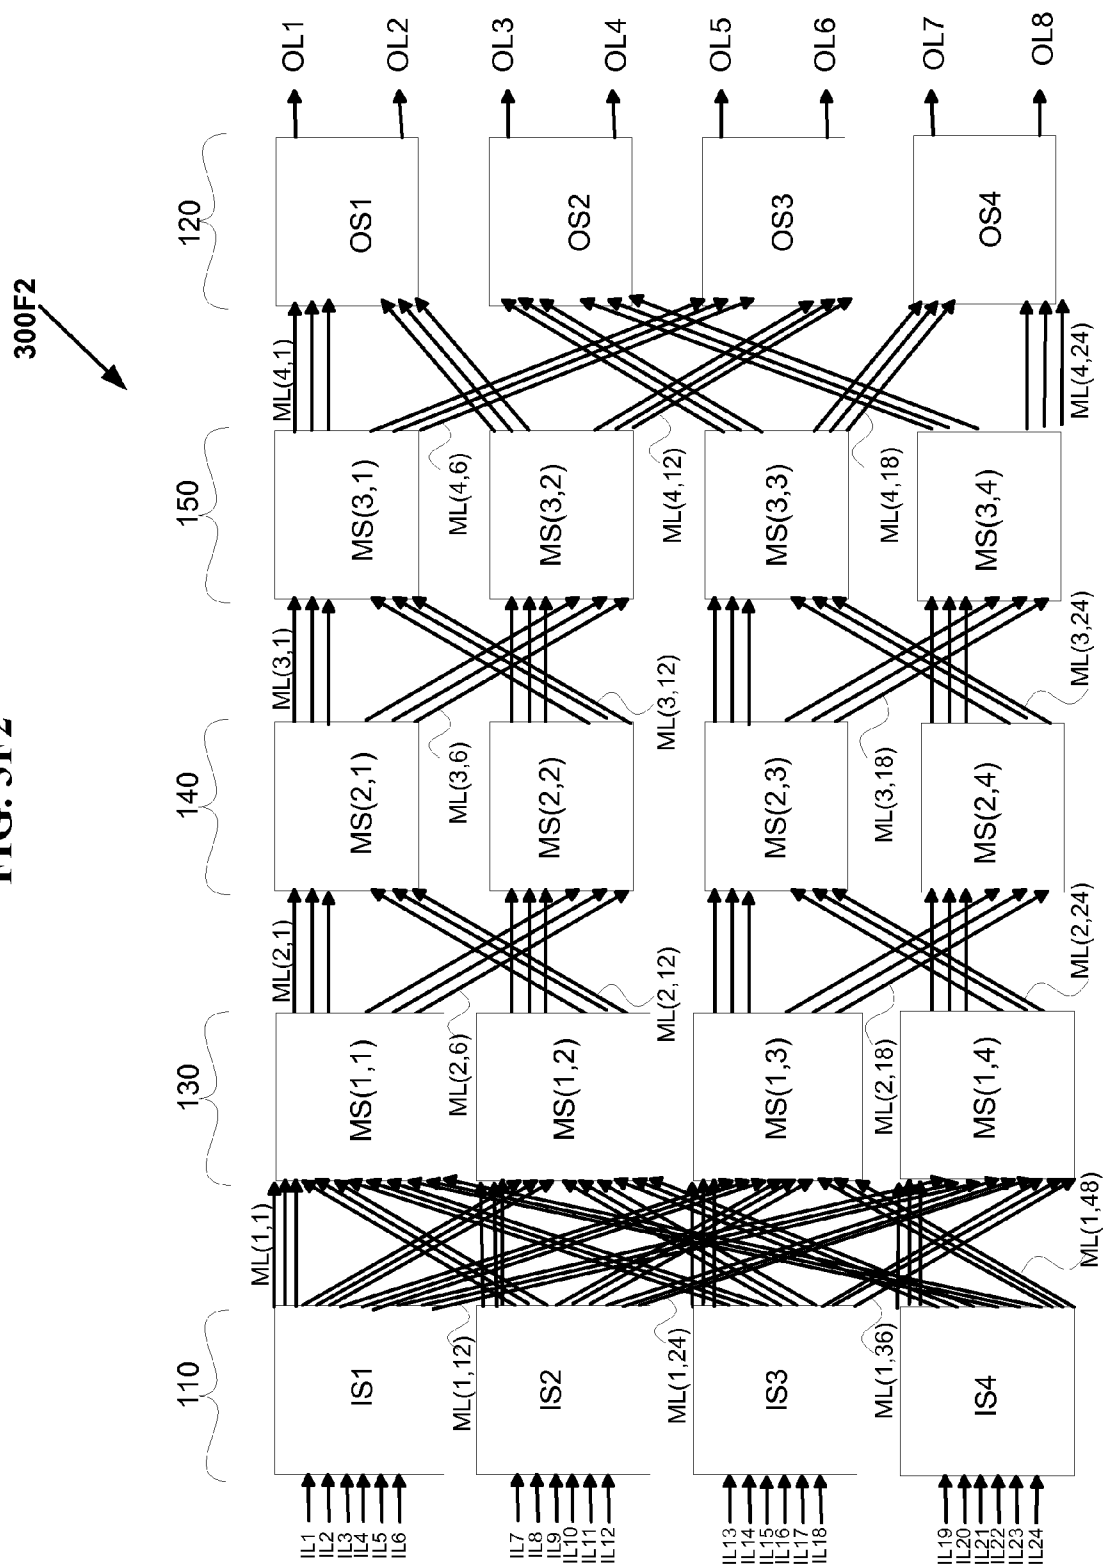 FIG. 3F2
300F2
110
130
140
150
120
IL1
IL2
IL3
IL4
IL5
IL6
IS1
ML(1,1)
ML(1,12)
MS(1,1)
ML(2,1)
ML(2,6)
MS(2,1)
ML(3,1)
ML(3,6)
MS(3,1)
ML(4,1)
ML(4,6)
OS1
OL1
OL2
IL7
IL8
IL9
IL10
IL11
IL12
IS2
ML(1,24)
MS(1,2)
ML(2,12)
MS(2,2)
ML(3,12)
MS(3,2)
ML(4,12)
OS2
OL3
OL4
IL13
IL14
IL15
IL16
IL17
IL18
IS3
ML(1,36)
MS(1,3)
ML(2,18)
MS(2,3)
ML(3,18)
MS(3,3)
ML(4,18)
OS3
OL5
OL6
IL19
IL20
IL21
IL22
IL23
IL24
IS4
ML(1,48)
MS(1,4)
ML(2,24)
MS(2,4)
ML(3,24)
MS(3,4)
ML(4,24)
OS4
OL7
OL8